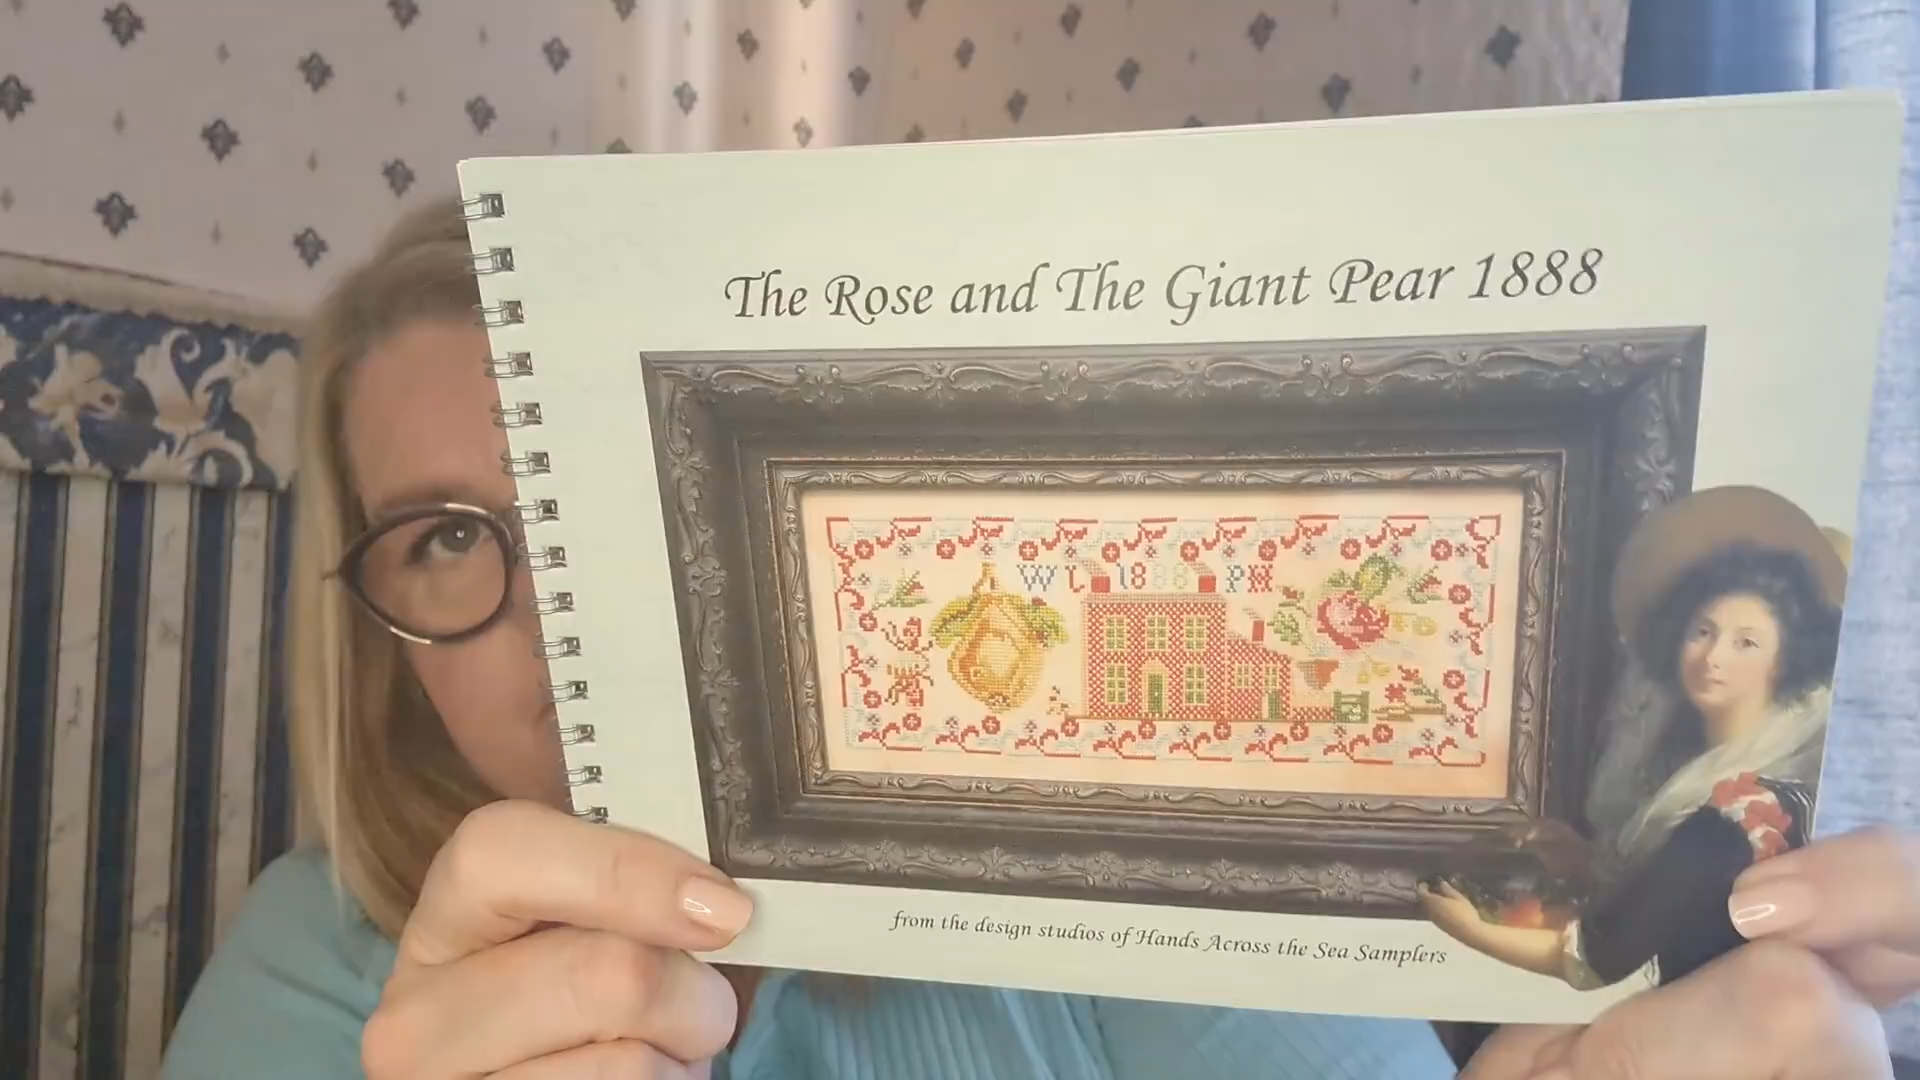 The Rose and The Giant Pear 1888
WL 1888 PH
from the design studios of Hands Across the Sea Samplers